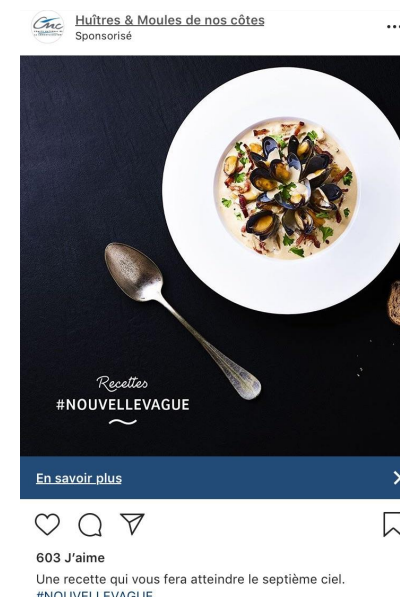 Cnc
Huîtres & Moules de nos côtes
Sponsorisé
Recettes
#NOUVELLEVAGUE
En savoir plus
603 J’aime
Une recette qui vous fera atteindre le septième ciel.
#NOUVELLEVAGUE